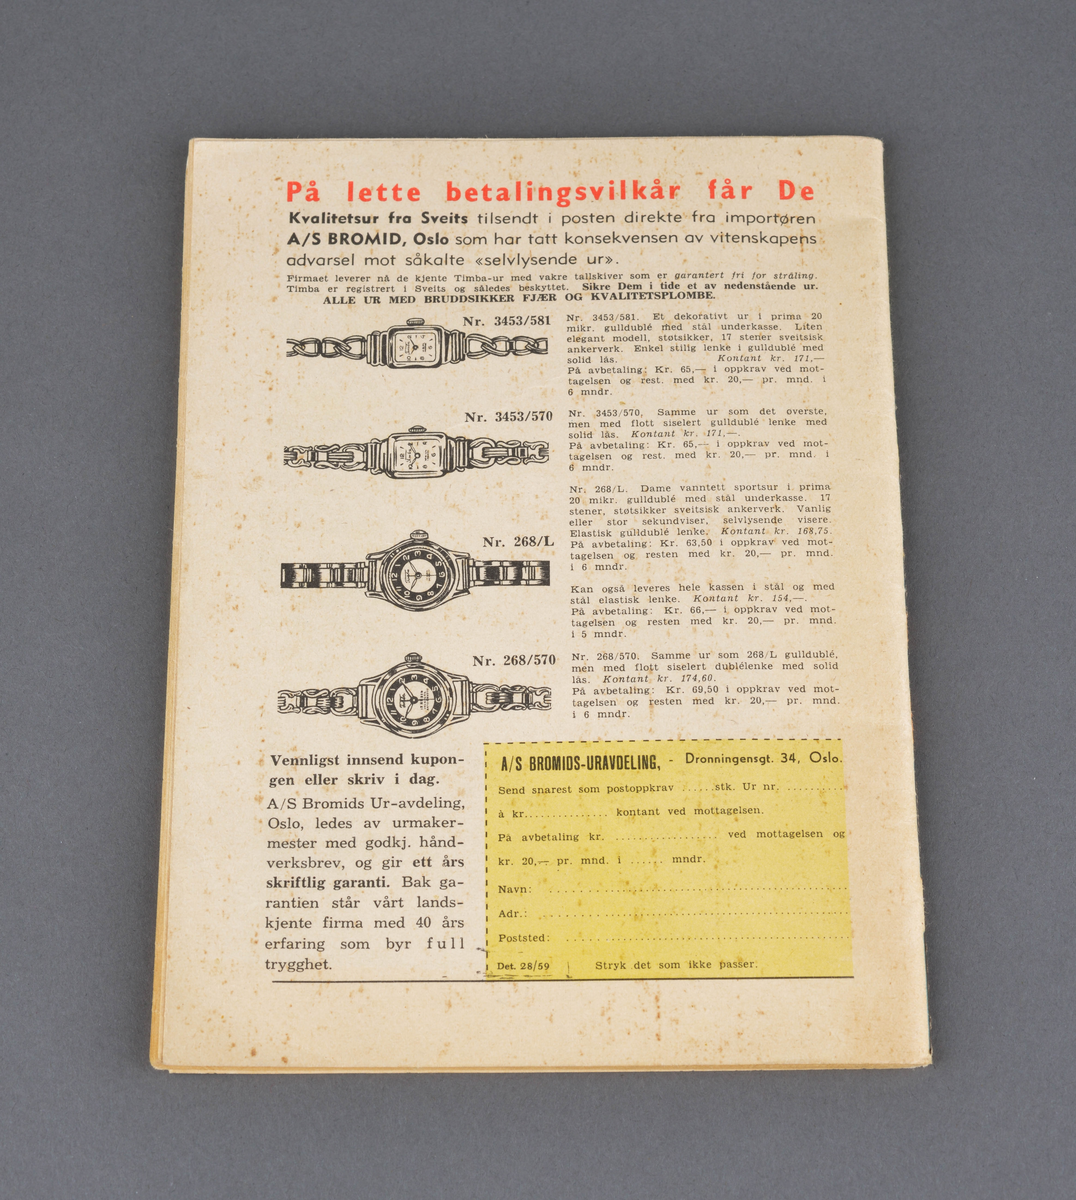 På lette betalingsvilkår får De
Kvalitetsur fra Sveits tilsendt i posten direkte fra importøren
A/S BROMID, Oslo som har tatt konsekvensen av vitenskapens
advarsel mot såkalte «selvlysende ur».
Firmaet leverer nå de kjente Timba-ur med vakre tallskiver som er garantert fri for stråling.
Timba er registrert i Sveits og således beskyttet. Sikre Dem i tide et av nedenstående ur.
ALLE UR MED BRUDDSIKKER FJÆR OG KVALITETSPLOMBE.
Nr. 3453/581
Nr. 3453/581. Et dekorativt ur i prima 20
mikr. gulldublé med stål underkasse. Liten
elegant modell, støtsikker, 17 stener sveitsisk
ankerverk. Enkel stilig lenke i gulldublé med
solid lås. Kontant kr. 171,—
På avbetaling: Kr. 65,— i oppkrav ved mot-
tagelsen og rest. med kr. 20,— pr. mnd. i
6 mndr.
Nr. 3453/570
Nr. 3453/570, Samme ur som det øverste,
men med flott siselert gulldublé lenke med
solid lås. Kontant kr. 171,—.
På avbetaling: Kr. 65,— i oppkrav ved mot-
tagelsen og rest. med kr. 20,— pr. mnd. i
6 mndr.
Nr. 268/L
Nr. 268/L. Dame vanntett sportsur i prima
20 mikr. gulldublé med stål underkasse. 17
stener, støtsikker sveitsisk ankerverk. Vanlig
eller stor sekundviser, selvlysende visere.
Elastisk gulldublé lenke. Kontant kr. 168,75.
På avbetaling: Kr. 63,50 i oppkrav ved mot-
tagelsen og resten med kr. 20,— pr. mnd.
i 6 mndr.
Kan også leveres hele kassen i stål og med
stål elastisk lenke. Kontant kr. 154,—.
På avbetaling: Kr. 66,— i oppkrav ved mot-
tagelsen og resten med kr. 20,— pr. mnd.
i 5 mndr.
Nr. 268/570
Nr. 268/570. Samme ur som 268/L gulldublé,
men med flott siselert dublélenke med solid
lås. Kontant kr. 174,60.
På avbetaling: Kr. 69,50 i oppkrav ved mot-
tagelsen og resten med kr. 20,— pr. mnd.
i 6 mndr.
Vennligst innsend kupon-
gen eller skriv i dag.
A/S Bromids Ur-avdeling,
Oslo, ledes av urmaker-
mester med godkj. hånd-
verksbrev, og gir ett års
skriftlig garanti. Bak ga-
rantien står vårt lands-
kjente firma med 40 års
erfaring som byr full
trygghet.
A/S BROMIDS-URAVDELING, - Dronningensgt. 34, Oslo.
Send snarest som postoppkrav ......stk. Ur nr. ..........
à kr.............. kontant ved mottagelsen.
På avbetaling kr. .................. ved mottagelsen og
kr. 20,— pr. mnd. i ...... mndr.
Navn: ....................................................
Adr.: .....................................................
Poststed: .................................................
Det. 28/59 Stryk det som ikke passer.